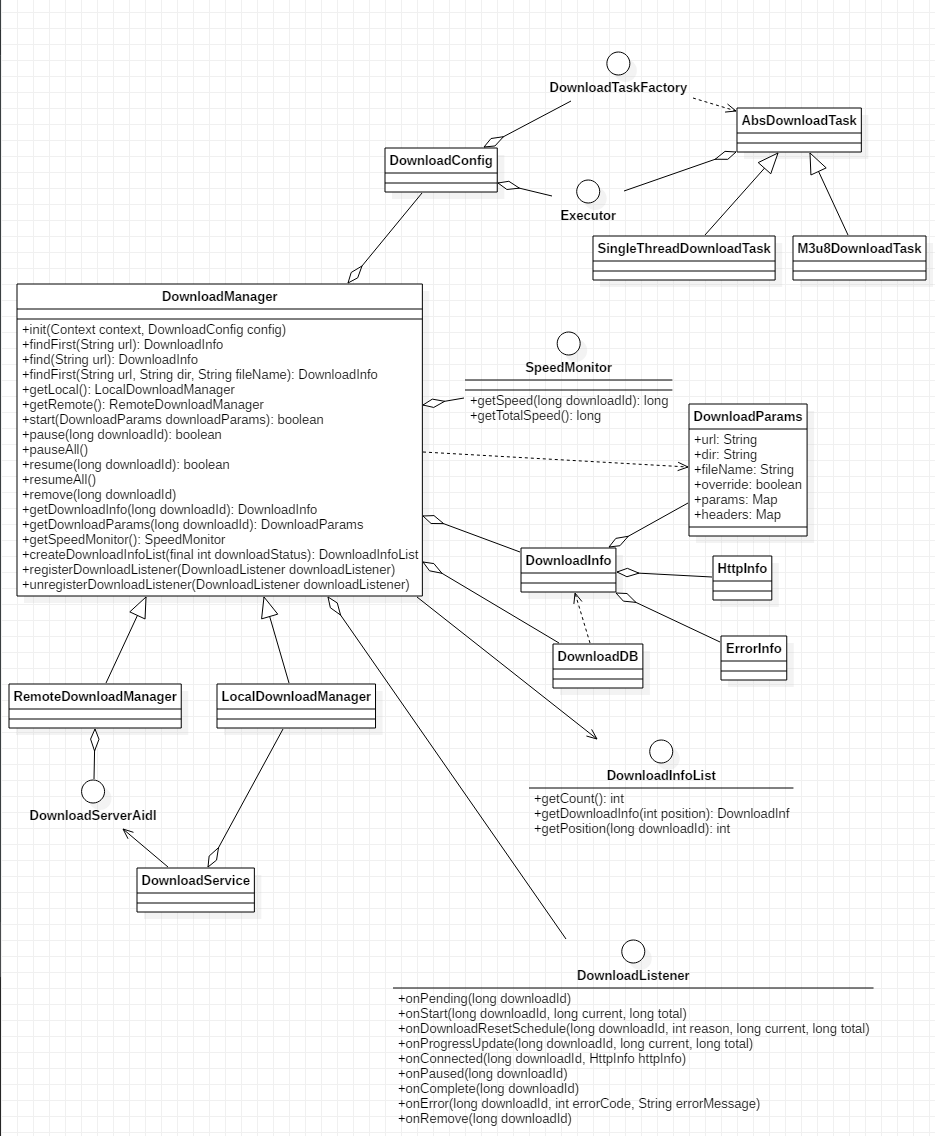 DownloadTaskFactory
AbsDownloadTask
DownloadConfig
Executor
SingleThreadDownloadTask
M3u8DownloadTask
DownloadManager
+init(Context context, DownloadConfig config)
+findFirst(String url): DownloadInfo
+find(String url): DownloadInfo
+findFirst(String url, String dir, String fileName): DownloadInfo
+getLocal(): LocalDownloadManager
+getRemote(): RemoteDownloadManager
+start(DownloadParams downloadParams): boolean
+pause(long downloadId): boolean
+pauseAll()
+resume(long downloadId): boolean
+resumeAll()
+remove(long downloadId)
+getDownloadInfo(long downloadId): DownloadInfo
+getDownloadParams(long downloadId): DownloadParams
+getSpeedMonitor(): SpeedMonitor
+createDownloadInfoList(final int downloadStatus): DownloadInfoList
+registerDownloadListener(DownloadListener downloadListener)
+unregisterDownloadListener(DownloadListener downloadListener)
SpeedMonitor
+getSpeed(long downloadId): long
+getTotalSpeed(): long
DownloadParams
+url: String
+dir: String
+fileName: String
+override: boolean
+params: Map
+headers: Map
DownloadInfo
HttpInfo
ErrorInfo
DownloadDB
RemoteDownloadManager
LocalDownloadManager
DownloadServerAidl
DownloadService
DownloadInfoList
+getCount(): int
+getDownloadInfo(int position): DownloadInf
+getPosition(long downloadId): int
DownloadListener
+onPending(long downloadId)
+onStart(long downloadId, long current, long total)
+onDownloadResetSchedule(long downloadId, int reason, long current, long total)
+onProgressUpdate(long downloadId, long current, long total)
+onConnected(long downloadId, HttpInfo httpInfo)
+onPaused(long downloadId)
+onComplete(long downloadId)
+onError(long downloadId, int errorCode, String errorMessage)
+onRemove(long downloadId)